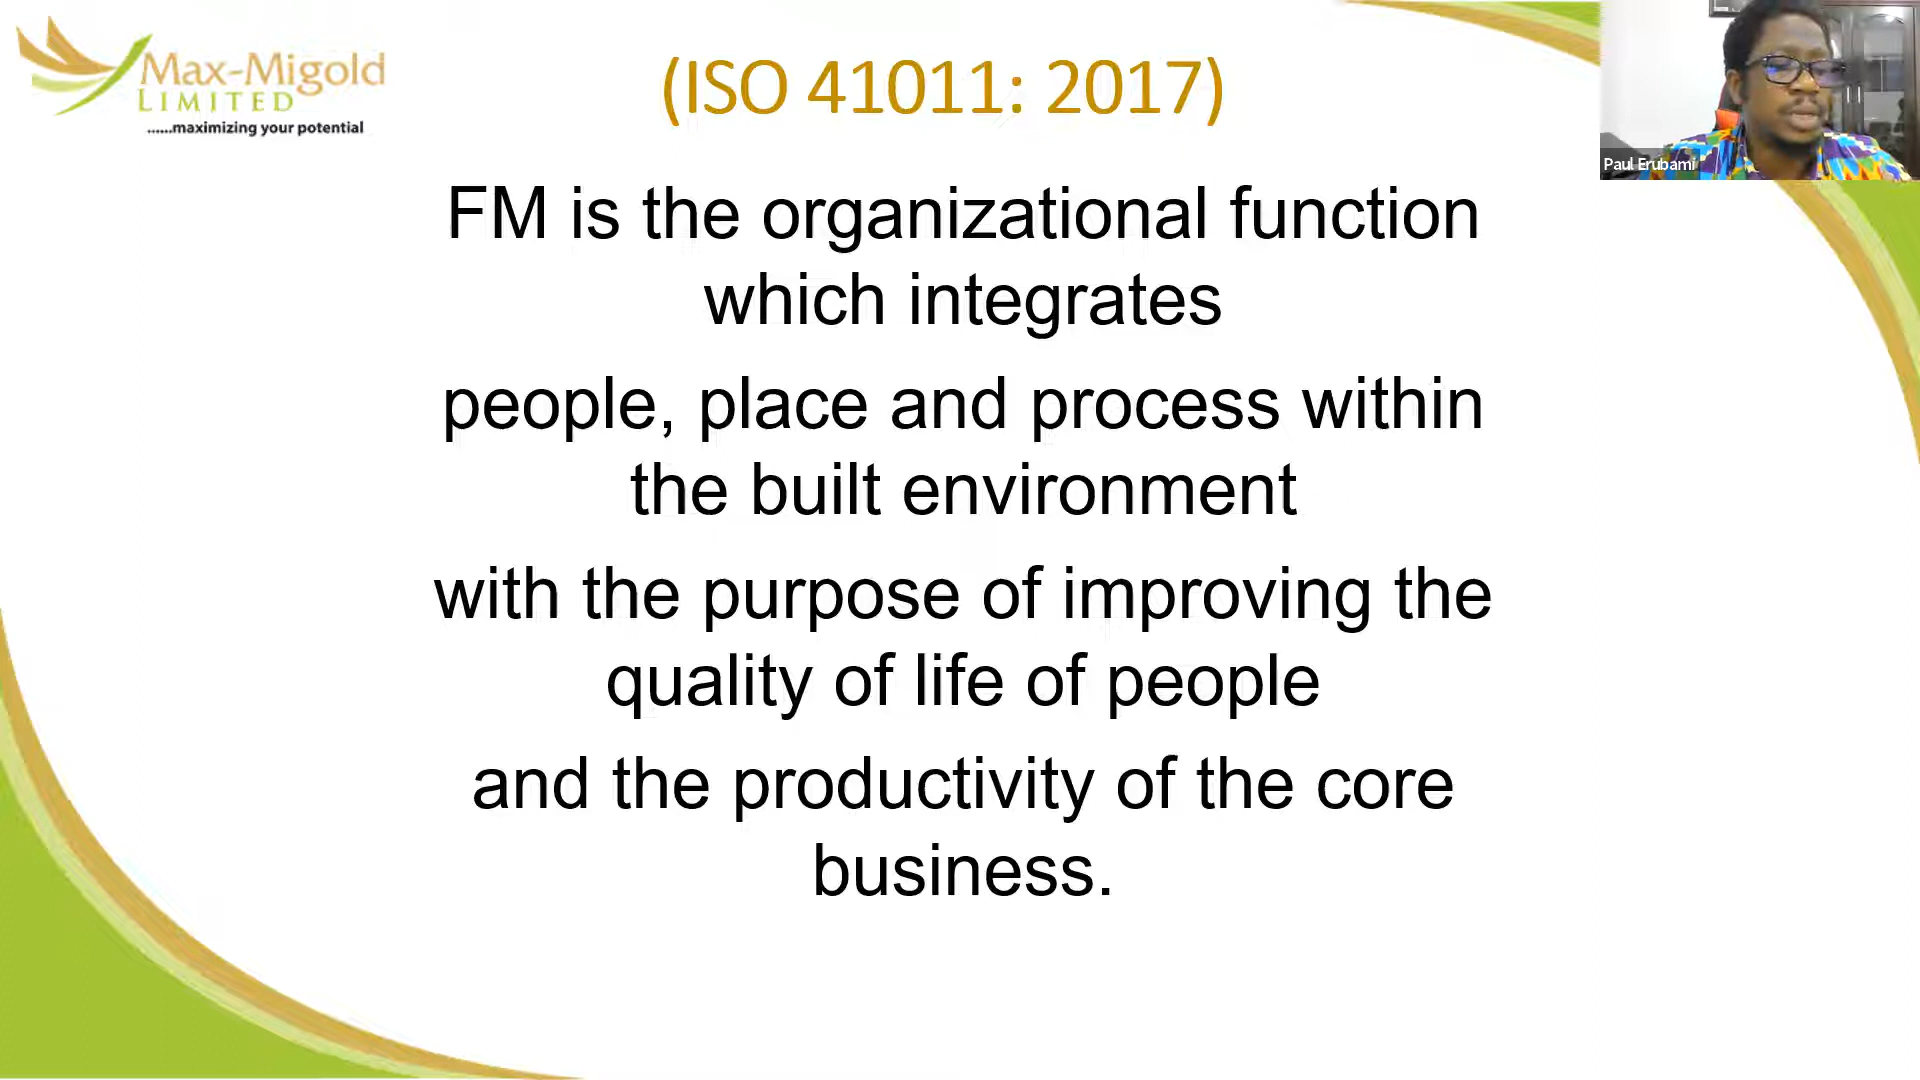 Max-Migold
LIMITED
......maximizing your potential
(ISO 41011: 2017)
Paul Erubami
FM is the organizational function
which integrates
people, place and process within
the built environment
with the purpose of improving the
quality of life of people
and the productivity of the core
business.